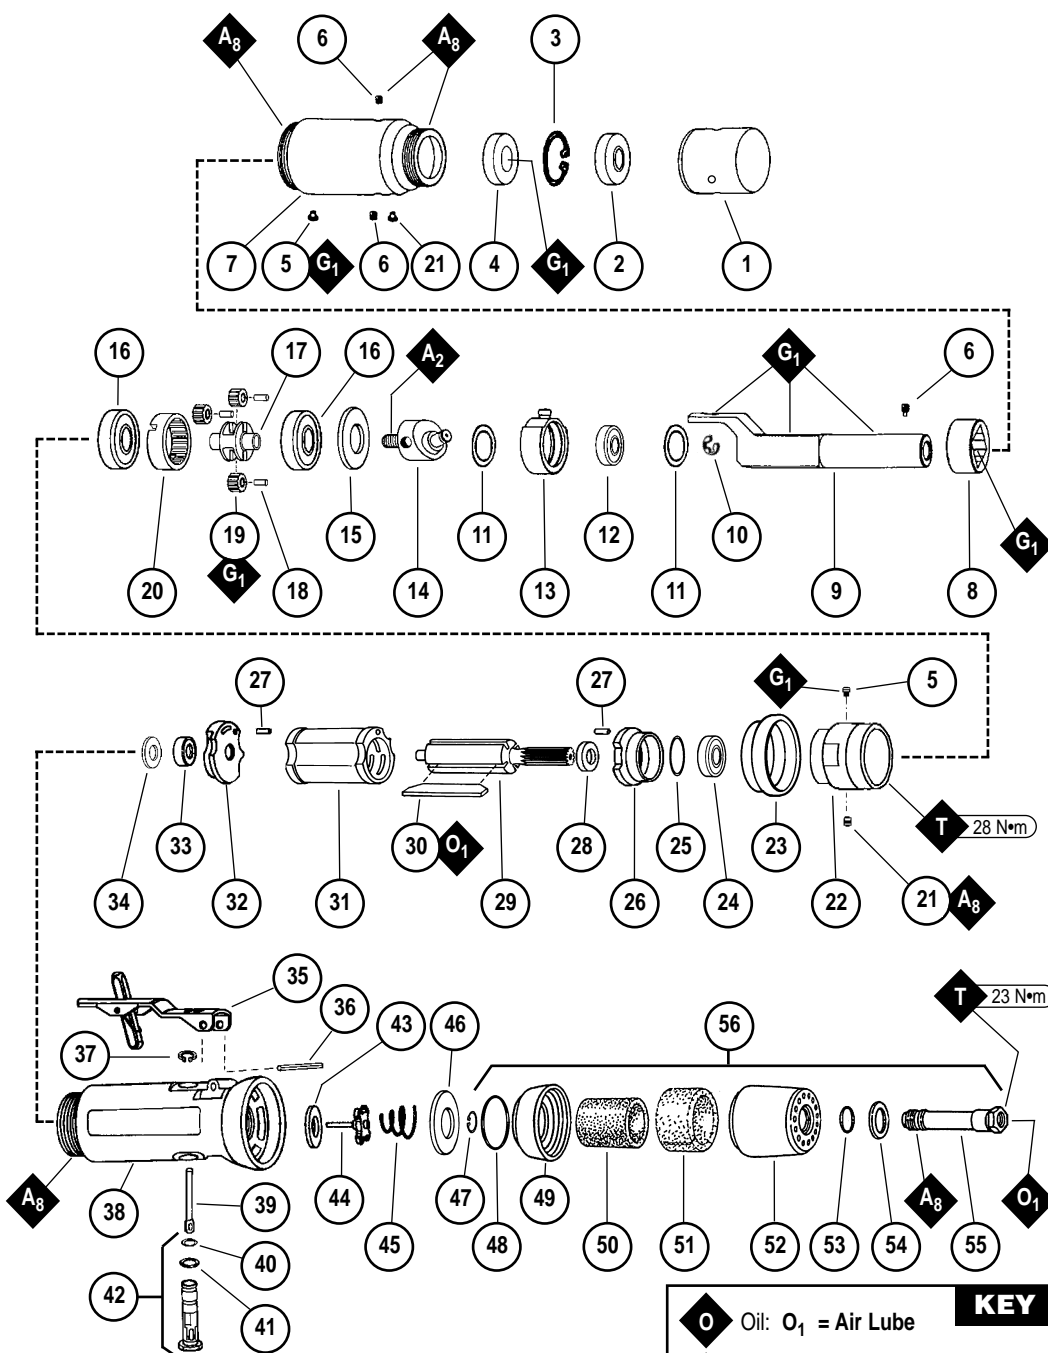 A8 6 A8 3
7 5 G1 6 21 4 G1 2 1
16 17 16 A2 G1 6
19 15 11 12 10 G1
20 G1 18 14 13 11 9 8
27 27 G1 5
33 30 O1 28 25 23 T 28 N•m
34 32 31 29 26 24 22 21 A8
35 T 23 N•m
36 43 46 56
37
A8 38 39 44 47 49 A8 O1
45 48 50 51 52 53 54 55
40
42 41
KEY
O Oil: O1 = Air Lube